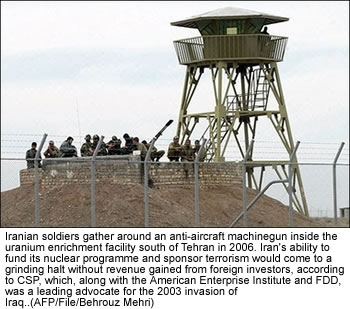 Iranian soldiers gather around an anti-aircraft machinegun inside the
uranium enrichment facility south of Tehran in 2006. Iran's ability to
fund its nuclear programme and sponsor terrorism would come to a
grinding halt without revenue gained from foreign investors, according
to CSP, which, along with the American Enterprise Institute and FDD,
was a leading advocate for the 2003 invasion of
Iraq..(AFP/File/Behrouz Mehri)